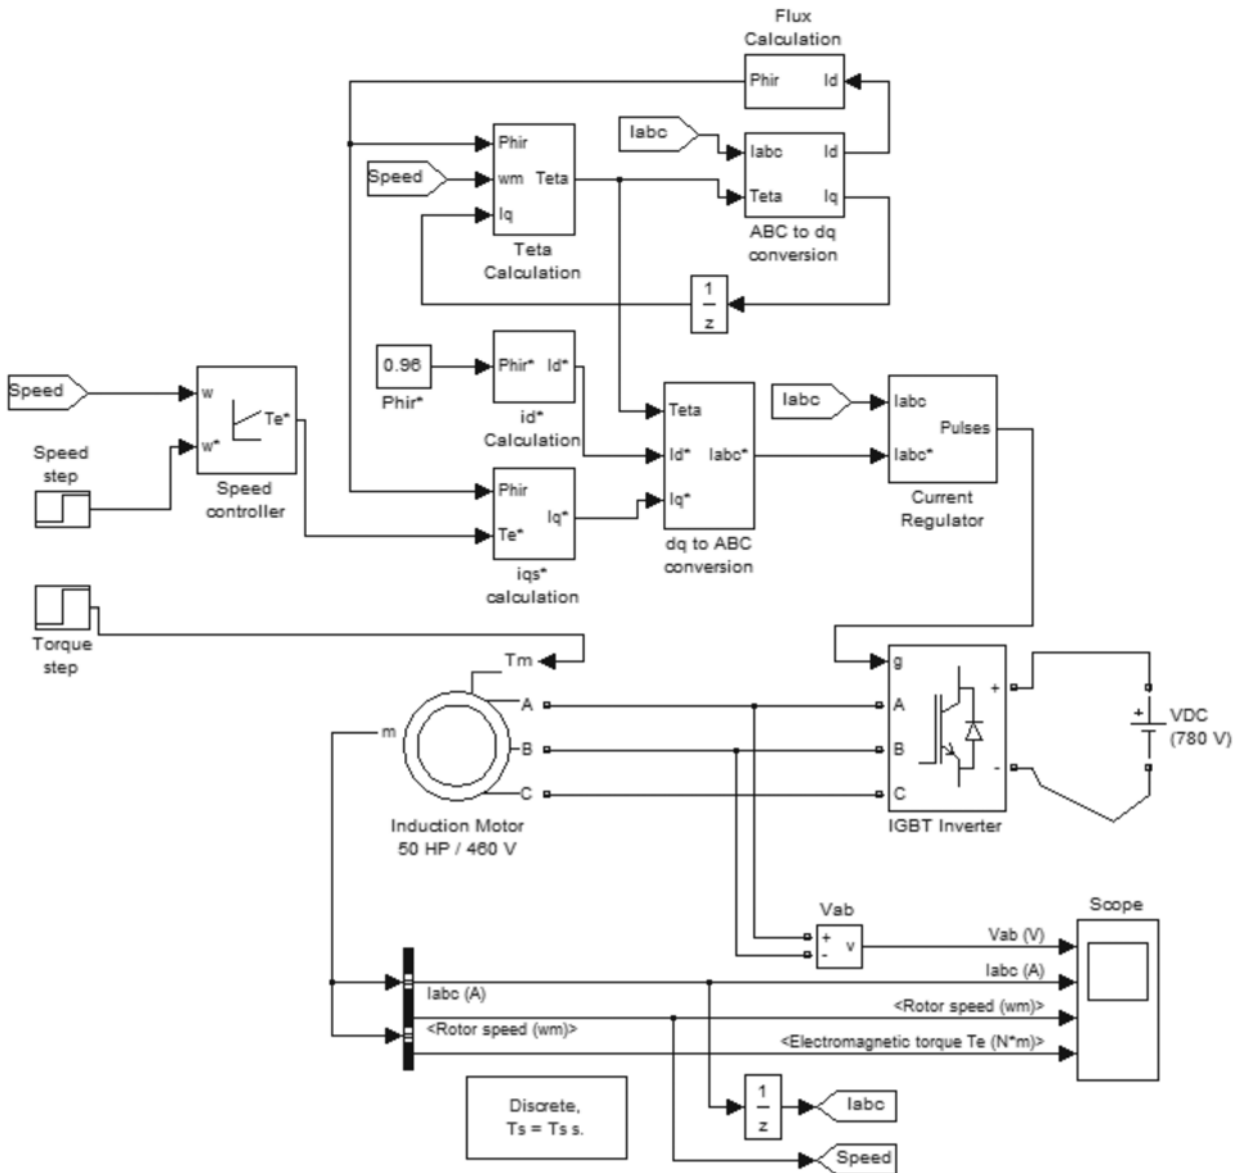 Flux
Calculation
Phir Id
Iabc
Iabc Id
Teta Iq
ABC to dq
conversion
Phir
Speed
wm Teta
Iq
Teta
Calculation
1
z
0.96
Phir*
Phir* Id*
id*
Calculation
Speed
w
Te*
w*
Speed
controller
Speed
step
Phir
Iq*
Te*
iqs*
calculation
Teta
Id* Iabc*
Iq*
dq to ABC
conversion
Iabc
Iabc
Pulses
Iabc*
Current
Regulator
Torque
step
Tm
m
A
B
C
Induction Motor
50 HP / 460 V
g
A +
B
-
C
IGBT Inverter
+
VDC
(780 V)
Vab
+
v
-
Scope
Vab (V)
Iabc (A)
<Rotor speed (wm)>
<Electromagnetic torque Te (N*m)>
Iabc (A)
<Rotor speed (wm)>
Discrete,
Ts = Ts s.
1
z
Iabc
Speed